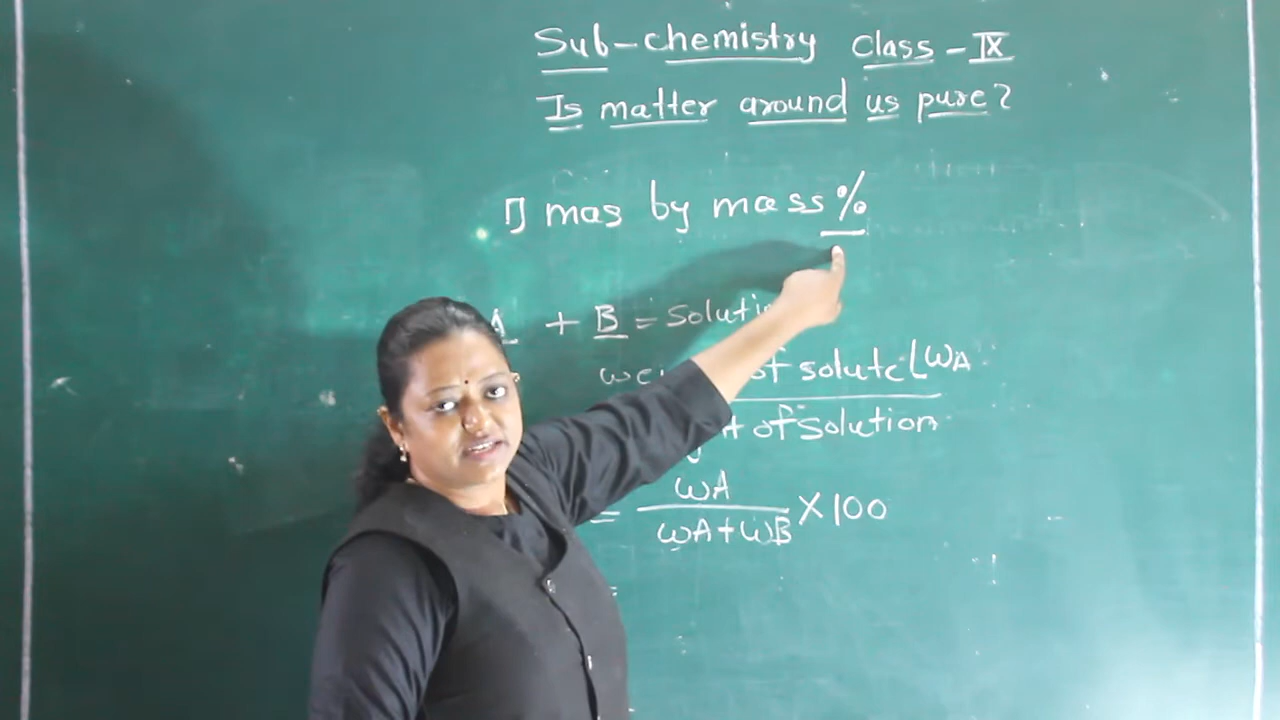 Sub-chemistry Class-IX
Is matter around us pure?
1) mas by mass%
A + B = Soluti
of solute (WA
of Solution
= WA
WA+WB X 100